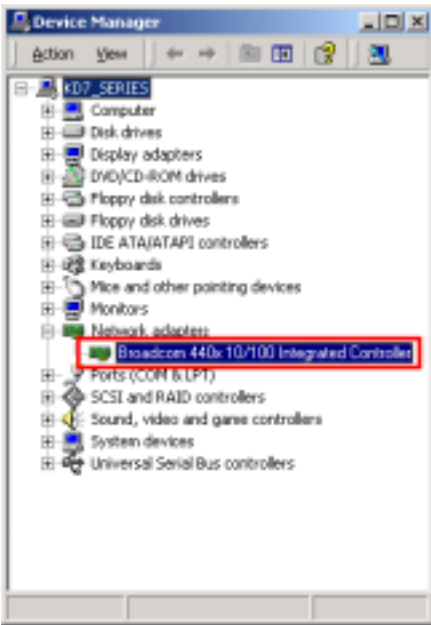 Device Manager
Action View
KD7_SERIES
Computer
Disk drives
Display adapters
DVD/CD-ROM drives
Floppy disk controllers
Floppy disk drives
IDE ATA/ATAPI controllers
Keyboards
Mice and other pointing devices
Monitors
Network adapters
Broadcom 440x 10/100 Integrated Controller
Ports (COM & LPT)
SCSI and RAID controllers
Sound, video and game controllers
System devices
Universal Serial Bus controllers